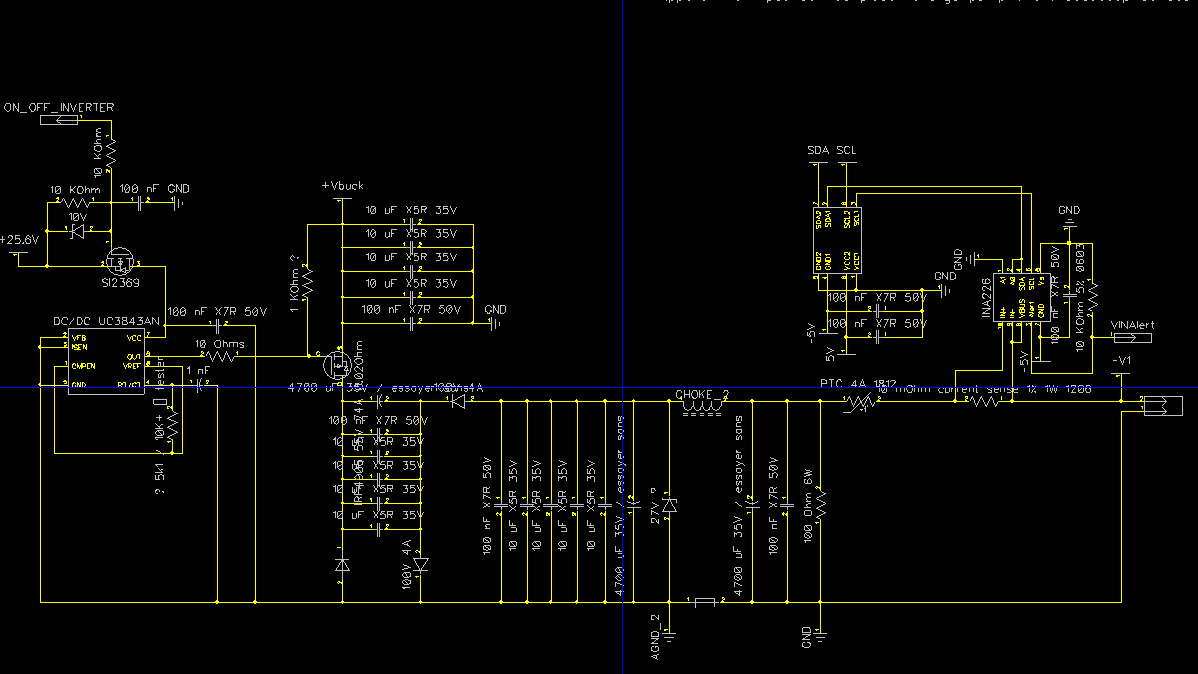 ON_OFF_INVERTER
10 KOhm
10 KOhm
100 nF
GND
10V
+25.6V
SI2369
+Vbuck
10 uF X5R 35V
10 uF X5R 35V
10 uF X5R 35V
10 uF X5R 35V
100 nF X7R 50V
GND
1 KOhm ?
100 nF X7R 50V
DC/DC UC3843AN
VFB
ISEN
CMPEN
GND
VCC
OUT
VREF
RT/CT
10 Ohms
1 nF
? 5k1 / 10K+ tester
4700 uF 35V / essayer sans
100V 4A
100 nF X7R 50V
10 uF X5R 35V
10 uF X5R 35V
10 uF X5R 35V
10 uF X5R 35V
100V 4A
100 nF X7R 50V
10 uF X5R 35V
10 uF X5R 35V
10 uF X5R 35V
10 uF X5R 35V
4700 uF 35V / essayer sans
27V ?
AGND_2
CHOKE_2
4700 uF 35V / essayer sans
100 nF X7R 50V
100 Ohm 6W
GND
PTC 4A 1812
10 mOhm current sense 1% 1W 1206
SDA SCL
SDA2
SDA1
SCL2
SCL1
GND2
GND1
VCC2
VCC1
GND
100 nF X7R 50V
100 nF X7R 50V
-5V
5V
GND
GND
INA226
A1
A0
SDA
SCL
VS
IN+
IN-
VBUS
Alert
GND
-5V
100 nF X7R 50V
10 KOhm 5% 0603
VINAlert
-V1